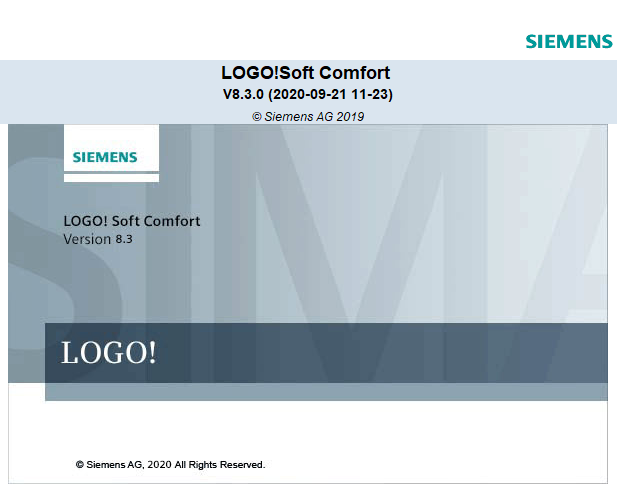 SIEMENS
LOGO!Soft Comfort
V8.3.0 (2020-09-21 11-23)
© Siemens AG 2019
SIEMENS
LOGO! Soft Comfort
Version 8.3
LOGO!
© Siemens AG, 2020 All Rights Reserved.